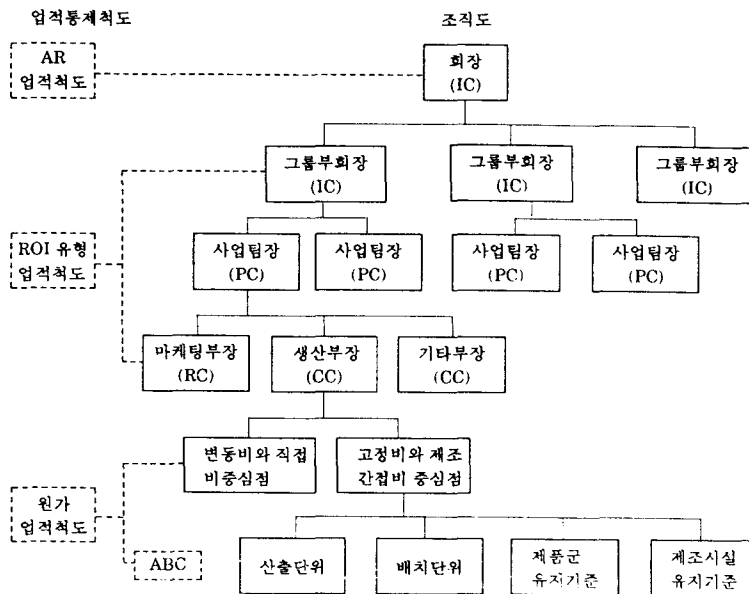 업적통제척도
조직도
AR
업적척도
회장
(IC)
그룹부회장
(IC)
그룹부회장
(IC)
그룹부회장
(IC)
ROI 유형
업적척도
사업팀장
(PC)
사업팀장
(PC)
사업팀장
(PC)
사업팀장
(PC)
마케팅부장
(RC)
생산부장
(CC)
기타부장
(CC)
변동비와 직접
비중심점
고정비와 제조
간접비 중심점
원가
업적척도
ABC
산출단위
배치단위
제품군
유지기준
제조시설
유지기준